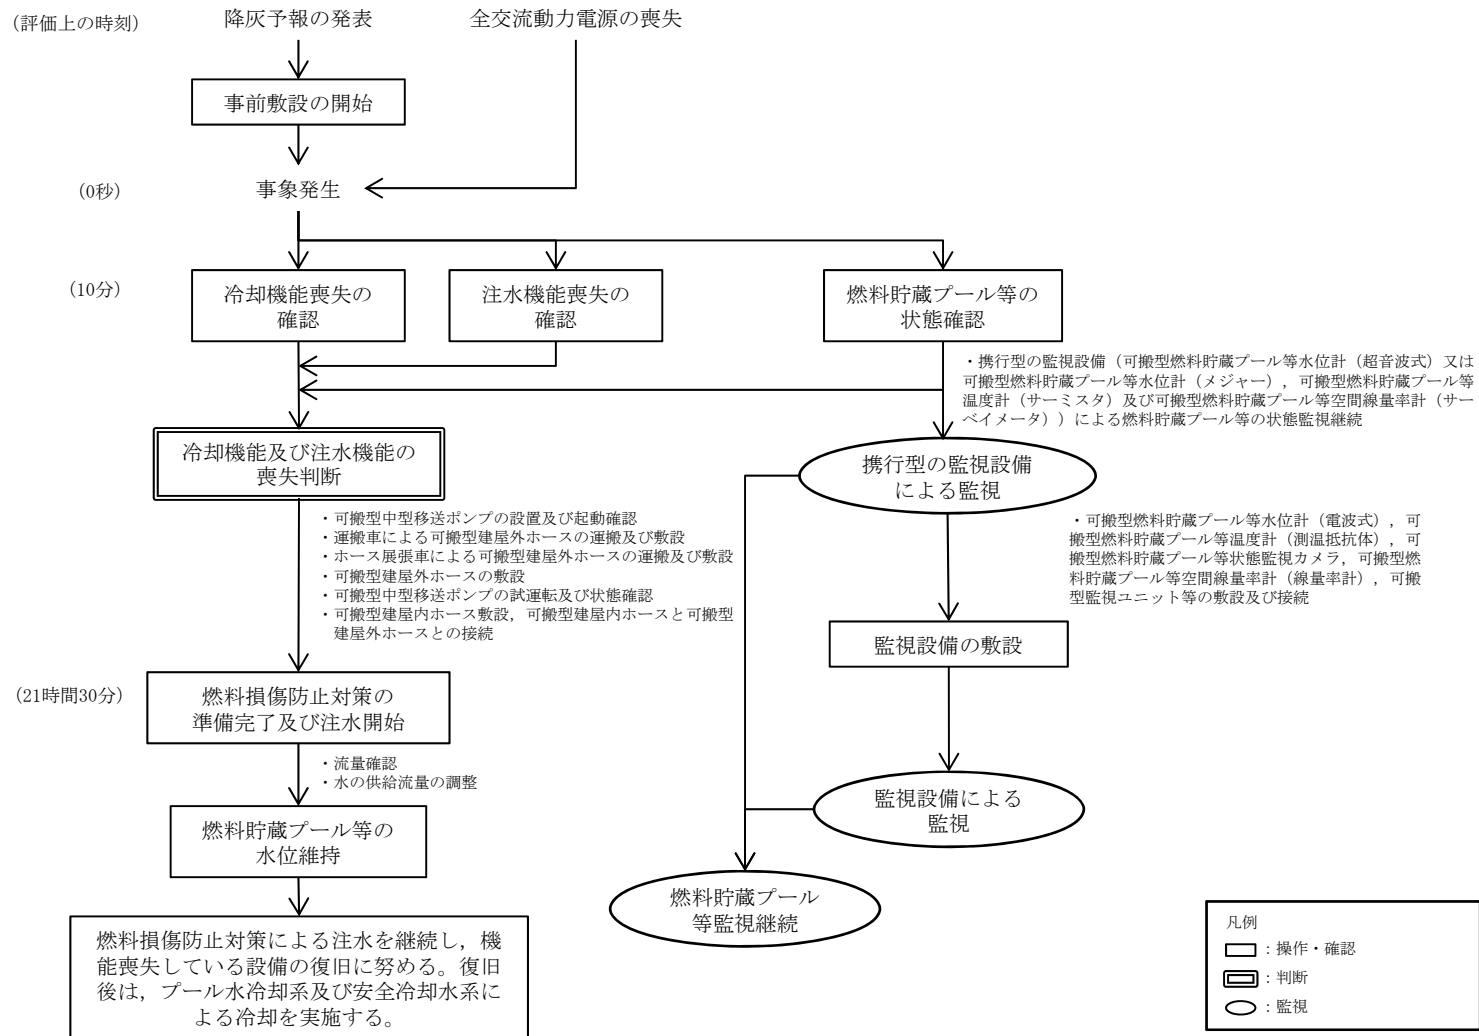 (評価上の時刻)
降灰予報の発表
全交流動力電源の喪失
事前敷設の開始
(0秒)
事象発生
(10分)
冷却機能喪失の
確認
注水機能喪失の
確認
燃料貯蔵プール等の
状態確認
・携行型の監視設備(可搬型燃料貯蔵プール等水位計(超音波式)又は
可搬型燃料貯蔵プール等水位計(メジャー),可搬型燃料貯蔵プール等
温度計(サーミスタ)及び可搬型燃料貯蔵プール等空間線量率計(サー
ベイメータ))による燃料貯蔵プール等の状態監視継続
冷却機能及び注水機能の
喪失判断
携行型の監視設備
による監視
・可搬型中型移送ポンプの設置及び起動確認
・運搬車による可搬型建屋外ホースの運搬及び敷設
・ホース展張車による可搬型建屋外ホースの運搬及び敷設
・可搬型建屋外ホースの敷設
・可搬型中型移送ポンプの試運転及び状態確認
・可搬型建屋内ホース敷設,可搬型建屋内ホースと可搬型
建屋外ホースとの接続
・可搬型燃料貯蔵プール等水位計(電波式),可
搬型燃料貯蔵プール等温度計(測温抵抗体),可
搬型燃料貯蔵プール等状態監視カメラ,可搬型燃
料貯蔵プール等空間線量率計(線量率計),可搬
型監視ユニット等の敷設及び接続
監視設備の敷設
(21時間30分)
燃料損傷防止対策の
準備完了及び注水開始
・流量確認
・水の供給流量の調整
監視設備による
監視
燃料貯蔵プール等の
水位維持
燃料貯蔵プール
等監視継続
燃料損傷防止対策による注水を継続し,機
能喪失している設備の復旧に努める。復旧
後は,プール水冷却系及び安全冷却水系に
よる冷却を実施する。
凡例
:操作・確認
:判断
:監視